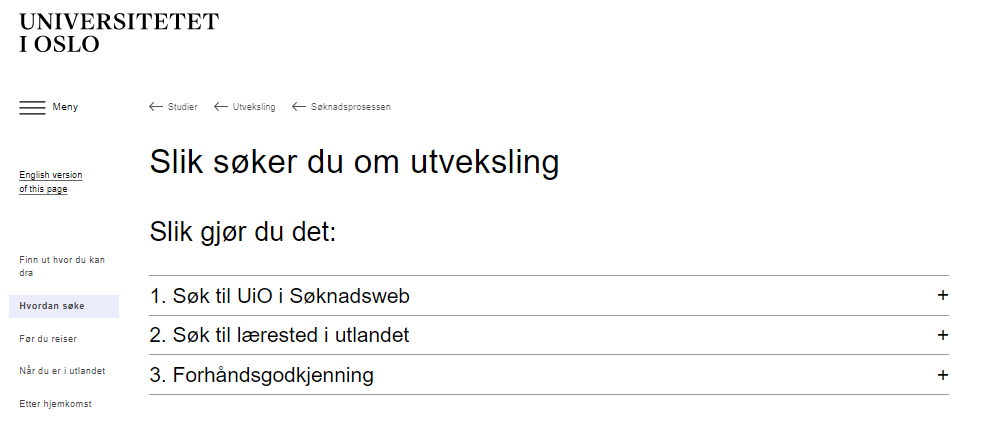 UNIVERSITETET
I OSLO
Meny
Studier
Utveksling
Søknadsprosessen
English version
of this page
Slik søker du om utveksling
Slik gjør du det:
Finn ut hvor du kan
dra
Hvordan søke
Før du reiser
Når du er i utlandet
Etter hjemkomst
1. Søk til UiO i Søknadsweb
+
2. Søk til lærested i utlandet
+
3. Forhåndsgodkjenning
+